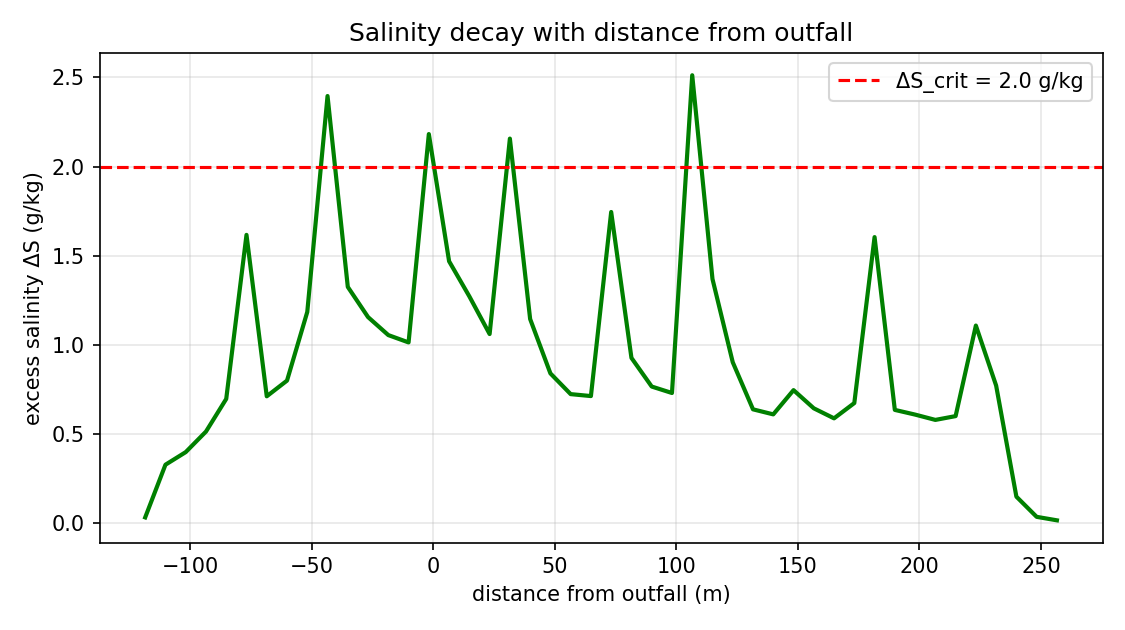 Salinity decay with distance from outfall
ΔS_crit = 2.0 g/kg
excess salinity ΔS (g/kg)
2.5
2.0
1.5
1.0
0.5
0.0
−100 −50 0 50 100 150 200 250
distance from outfall (m)